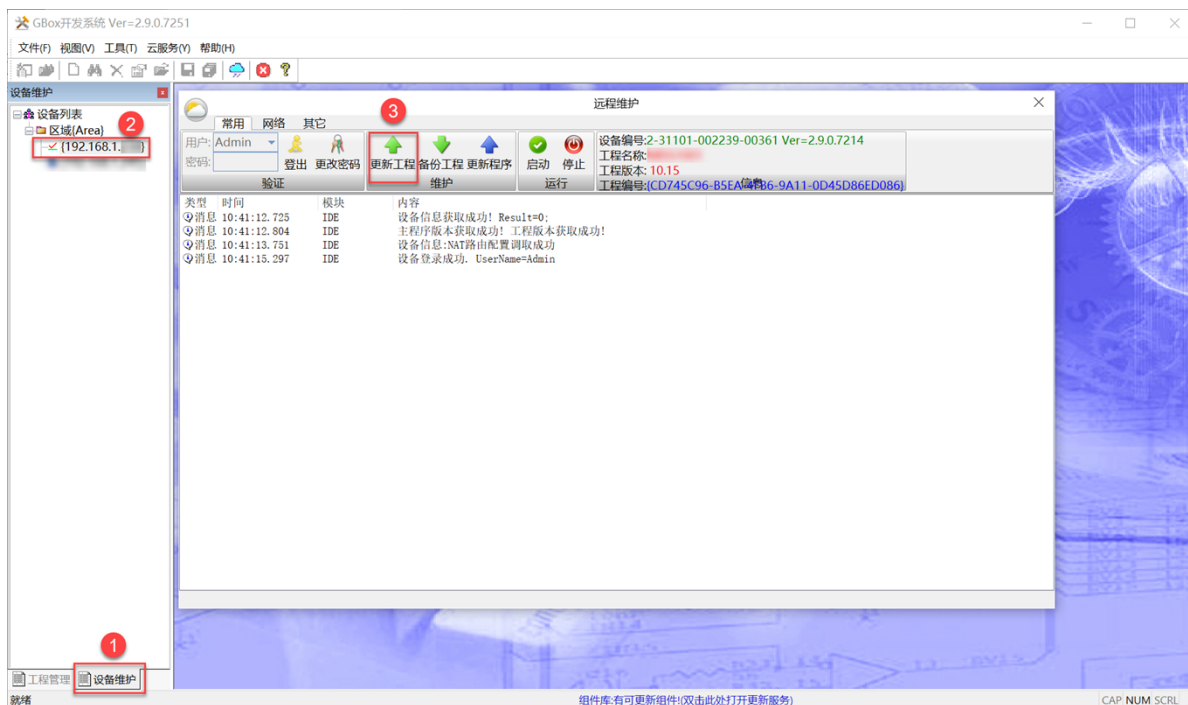 GBox开发系统 Ver=2.9.0.7251
文件(F) 视图(V) 工具(T) 云服务(Y) 帮助(H)
设备维护
设备列表
区域{Area}
2
{192.168.1. }
远程维护
3
常用 网络 其它
用户: Admin
密码:
登出 更改密码
验证
更新工程 备份工程 更新程序
维护
启动 停止
运行
设备编号:2-31101-002239-00361 Ver=2.9.0.7214
工程名称:
工程版本: 10.15
工程编号:{CD745C96-B5EA- -9A11-0D45D86ED086}
信息
类型 时间 模块 内容
消息 10:41:12.725 IDE 设备信息获取成功! Result=0;
消息 10:41:12.804 IDE 主程序版本获取成功! 工程版本获取成功!
消息 10:41:13.751 IDE 设备信息:NAT路由配置调取成功
消息 10:41:15.297 IDE 设备登录成功. UserName=Admin
1
工程管理 设备维护
就绪 组件库:有可更新组件!(双击此处打开更新服务) CAP NUM SCRL